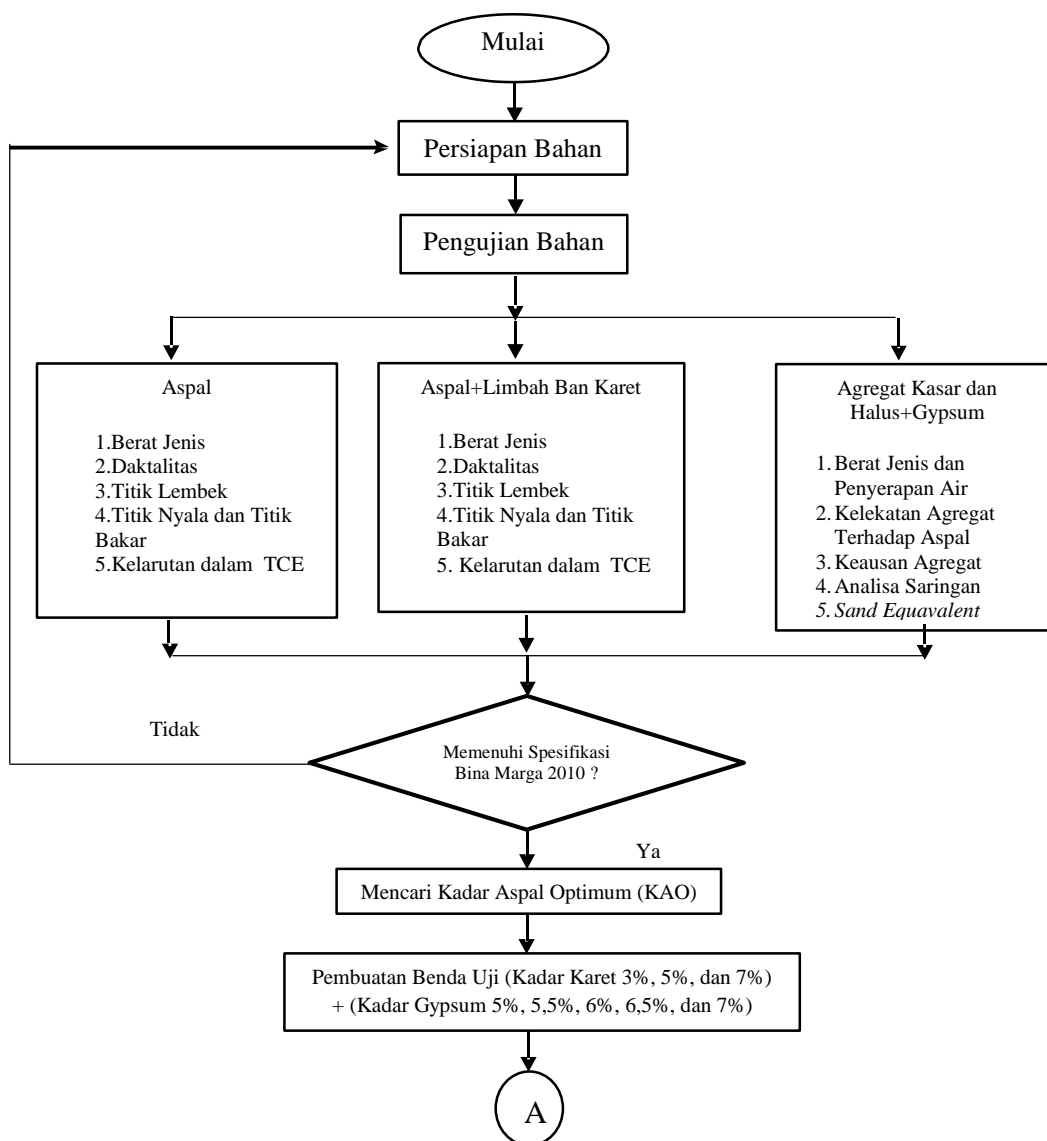 Mulai
Persiapan Bahan
Pengujian Bahan
Aspal
1.Berat Jenis
2.Daktalitas
3.Titik Lembek
4.Titik Nyala dan Titik
Bakar
5.Kelarutan dalam TCE
Aspal+Limbah Ban Karet
1.Berat Jenis
2.Daktalitas
3.Titik Lembek
4.Titik Nyala dan Titik
Bakar
5. Kelarutan dalam TCE
Agregat Kasar dan
Halus+Gypsum
1. Berat Jenis dan
Penyerapan Air
2. Kelekatan Agregat
Terhadap Aspal
3. Keausan Agregat
4. Analisa Saringan
5. Sand Equavalent
Tidak
Memenuhi Spesifikasi
Bina Marga 2010 ?
Ya
Mencari Kadar Aspal Optimum (KAO)
Pembuatan Benda Uji (Kadar Karet 3%, 5%, dan 7%)
+ (Kadar Gypsum 5%, 5,5%, 6%, 6,5%, dan 7%)
A